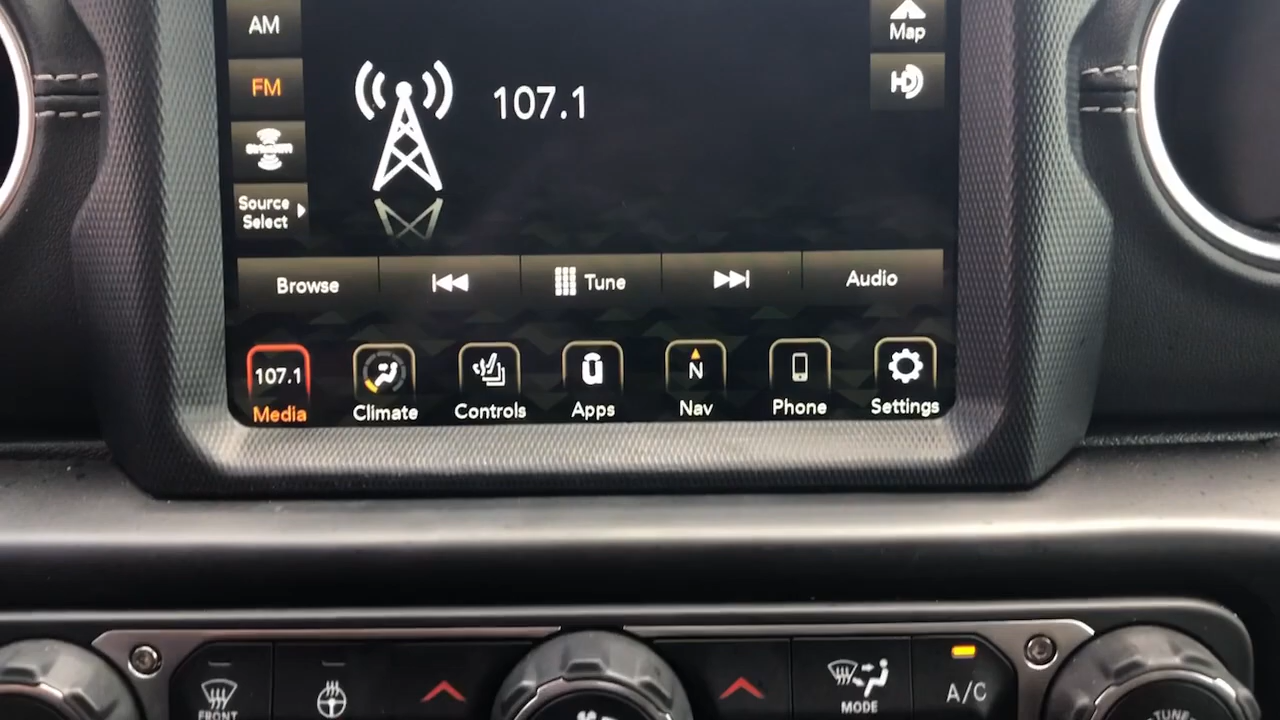 AM
Map
FM
107.1
siriusxm
Source
Select
Browse
Tune
Audio
107.1
N
Media
Climate
Controls
Apps
Nav
Phone
Settings
FRONT
MODE
A/C
TUNE